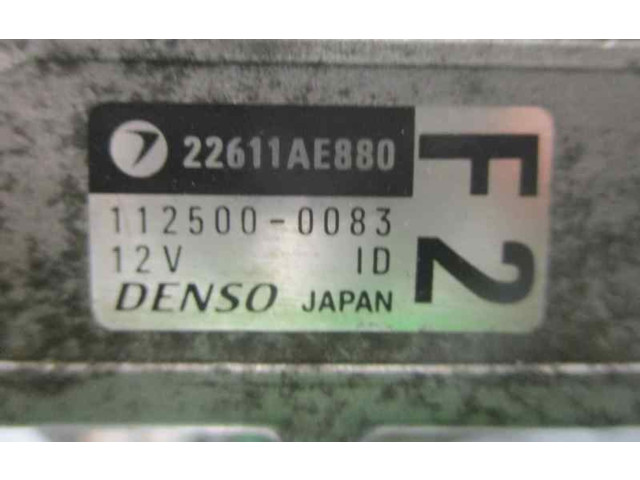 22611AE880
112500-0083
12V ID
DENSO JAPAN
F2